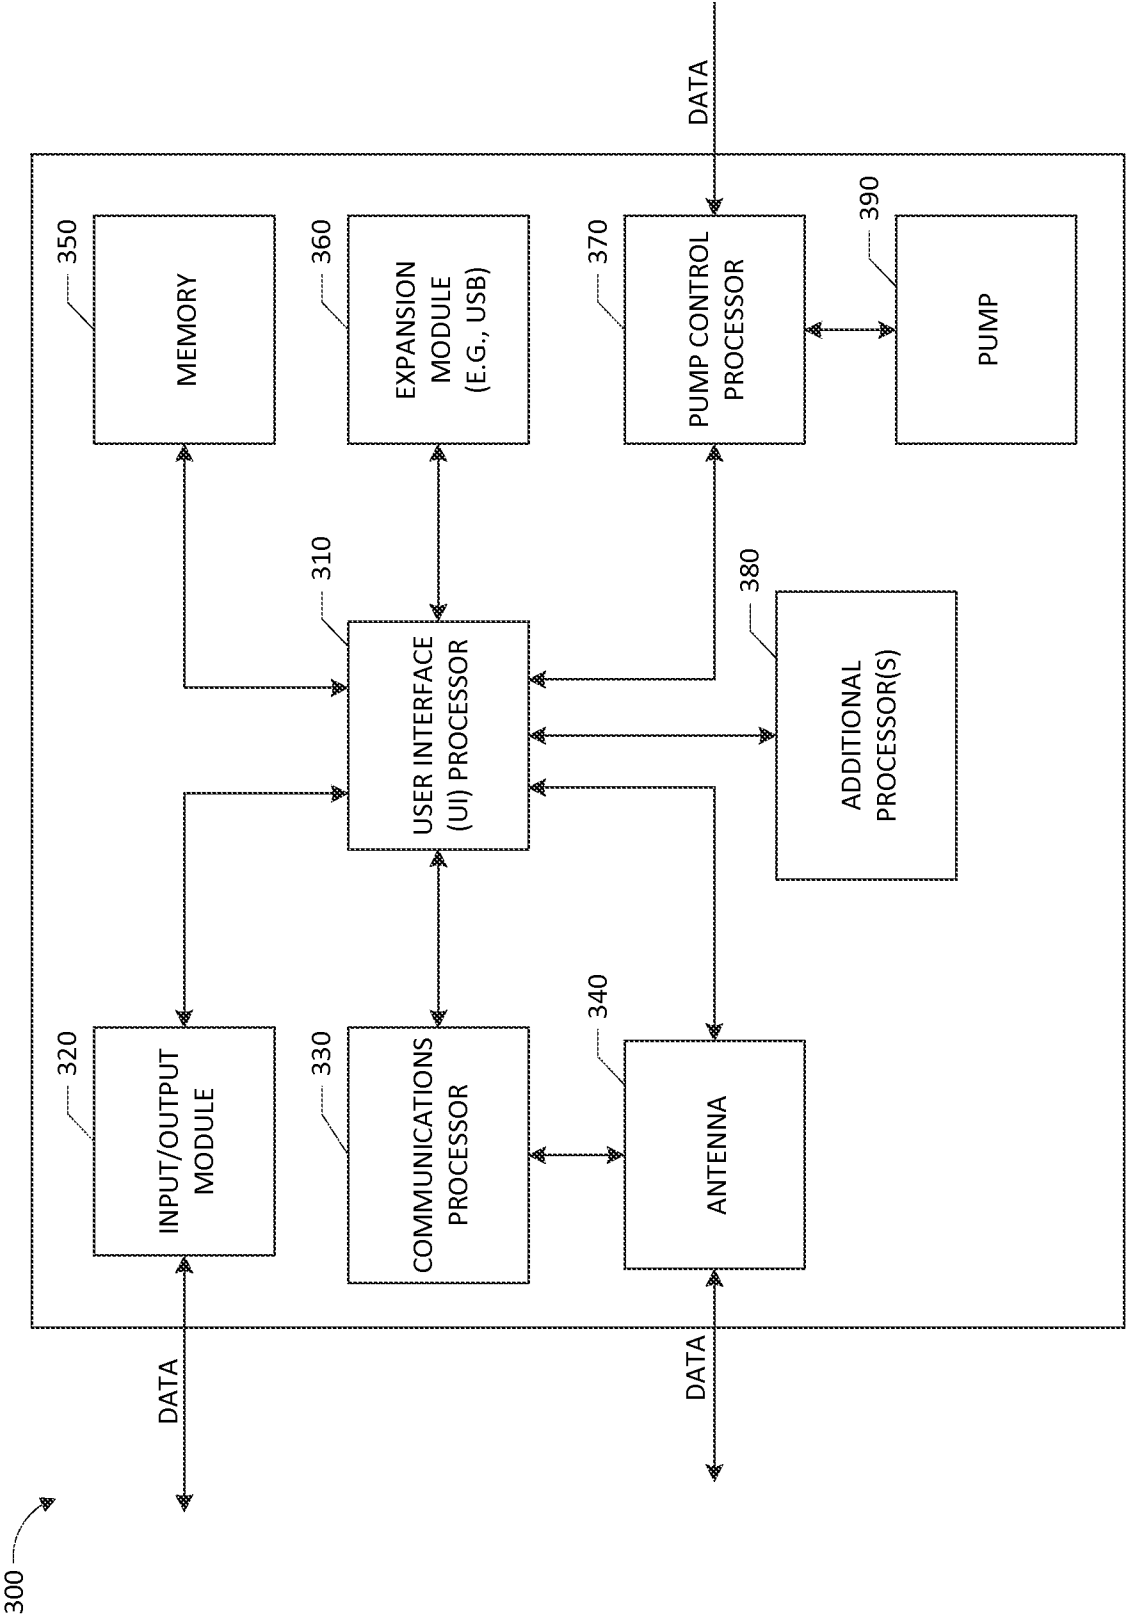 300
DATA
320
INPUT/OUTPUT
MODULE
350
MEMORY
310
USER INTERFACE
(UI) PROCESSOR
330
COMMUNICATIONS
PROCESSOR
360
EXPANSION
MODULE
(E.G., USB)
DATA
340
ANTENNA
370
PUMP CONTROL
PROCESSOR
DATA
380
ADDITIONAL
PROCESSOR(S)
390
PUMP